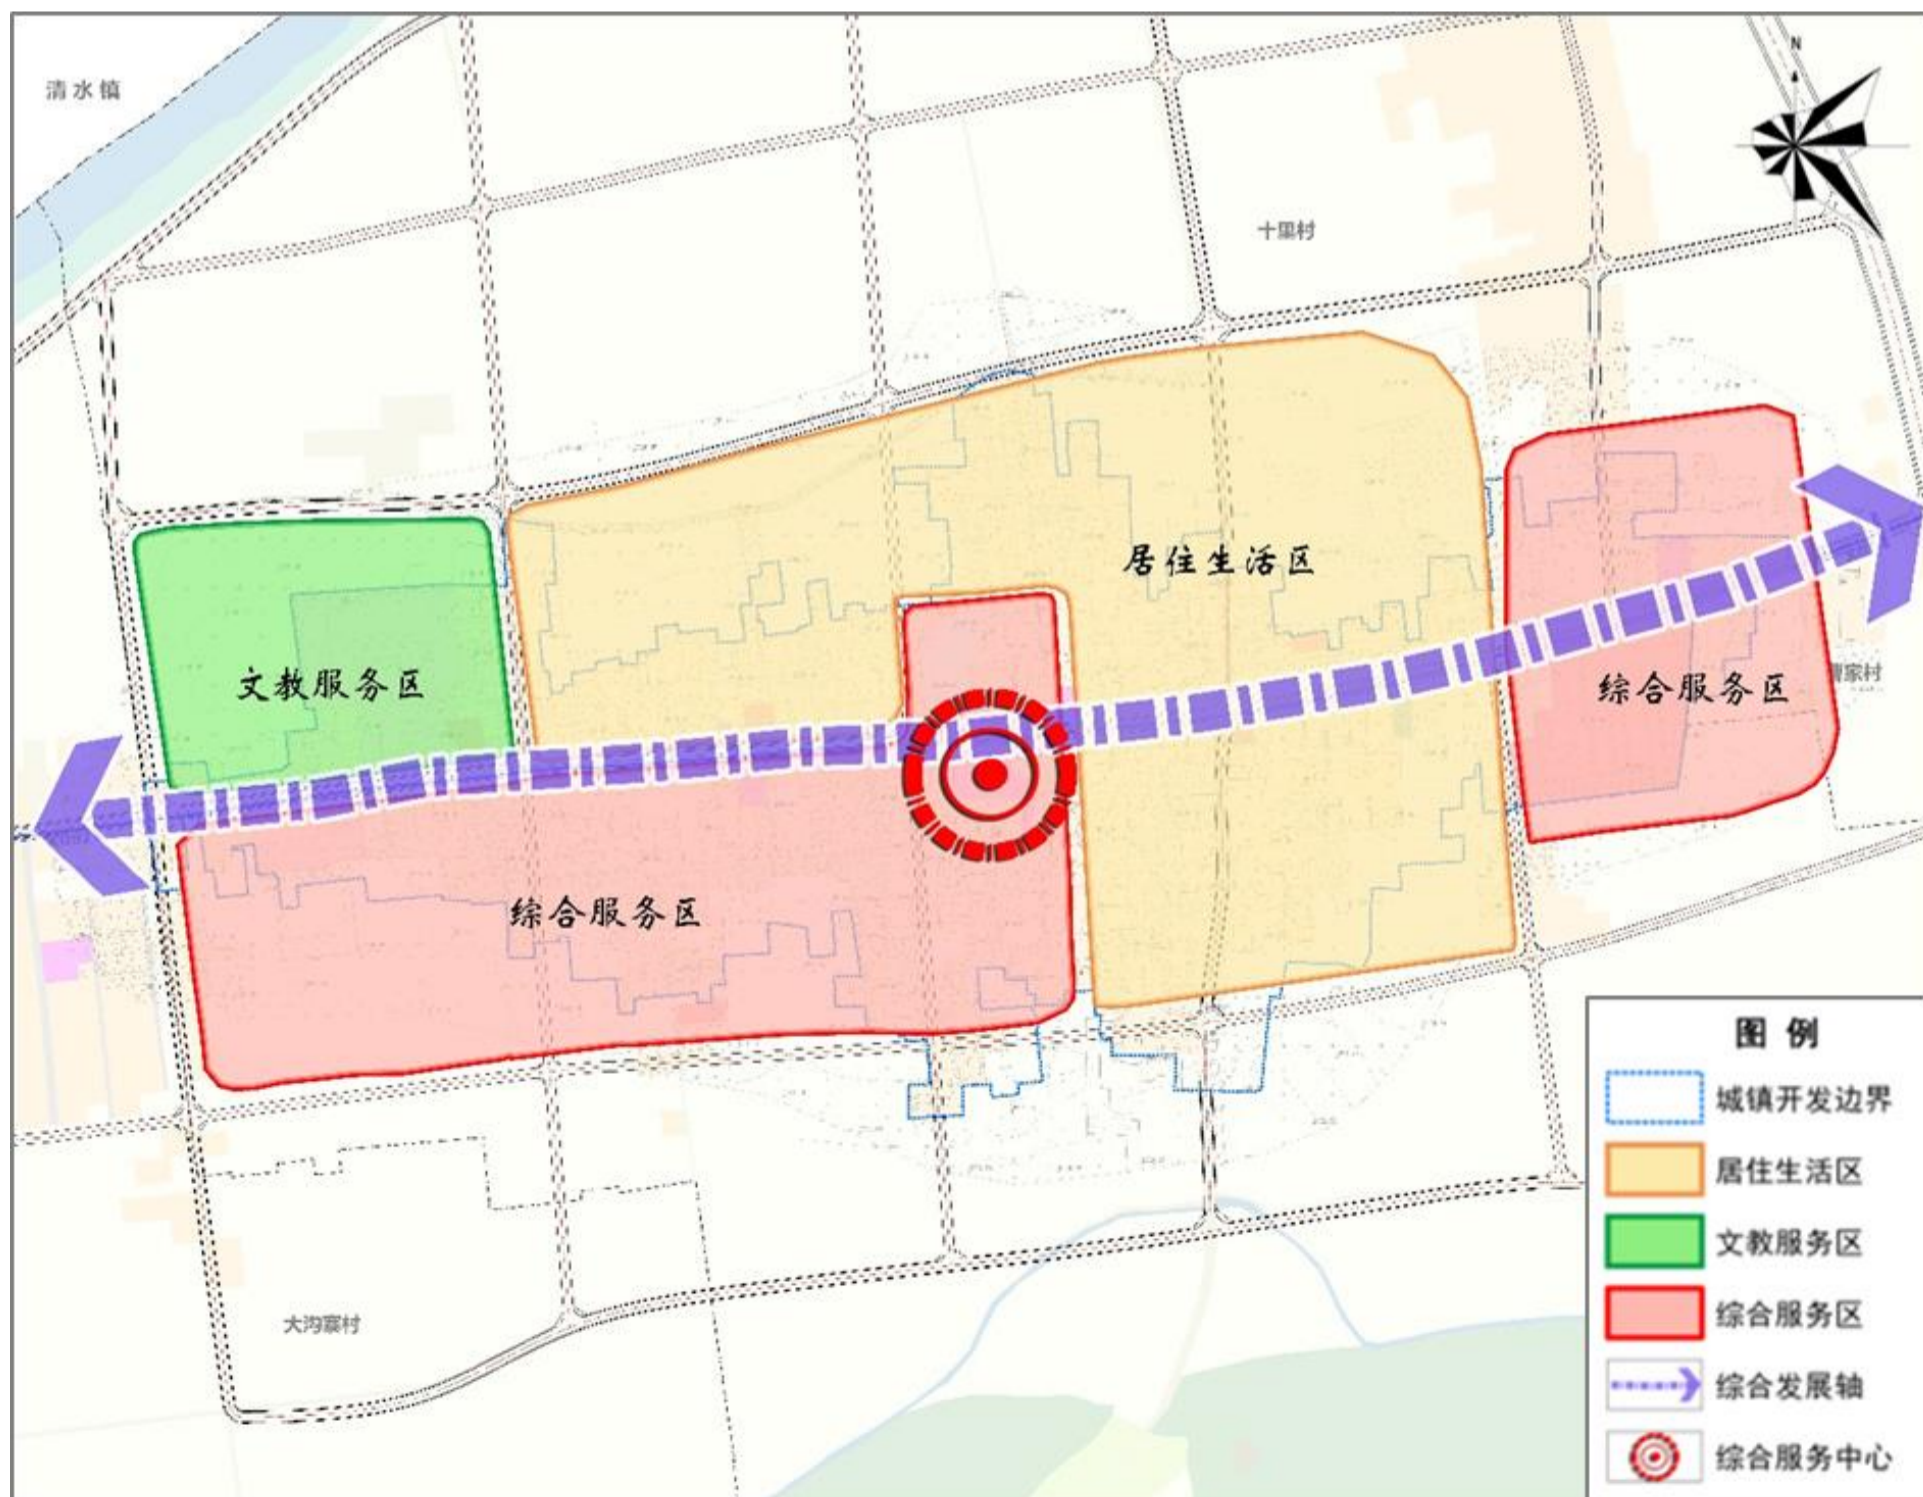 清水镇
N
十里村
居住生活区
文教服务区
综合服务区
曹家村
综合服务区
大沟寨村
图例
城镇开发边界
居住生活区
文教服务区
综合服务区
综合发展轴
综合服务中心